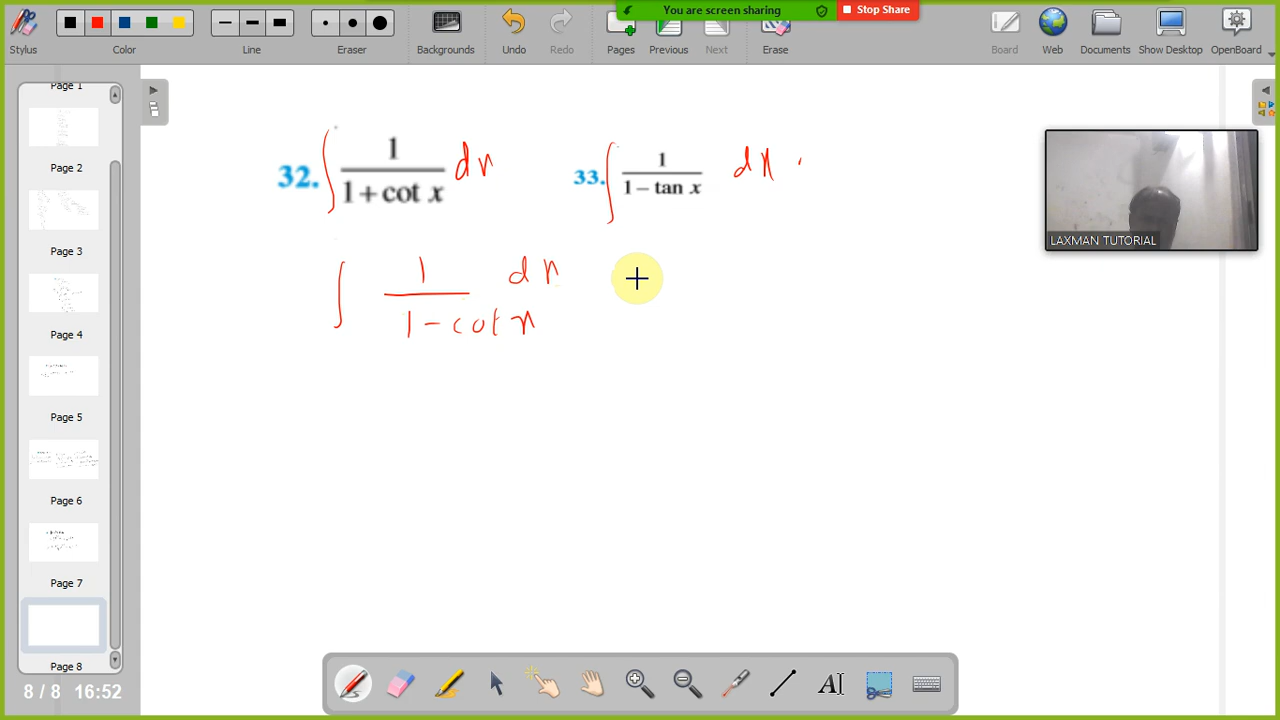 You are screen sharing Stop Share
Stylus Color Line Eraser Backgrounds Undo Redo Pages Previous Next Erase Board Web Documents Show Desktop OpenBoard
Page 1
Page 2
Page 3
Page 4
Page 5
Page 6
Page 7
Page 8
8 / 8 16:52
32. ∫ 1/(1+cot x) dx
33. ∫ 1/(1−tan x) dx
∫ 1/(1−cot x) dx
LAXMAN TUTORIAL